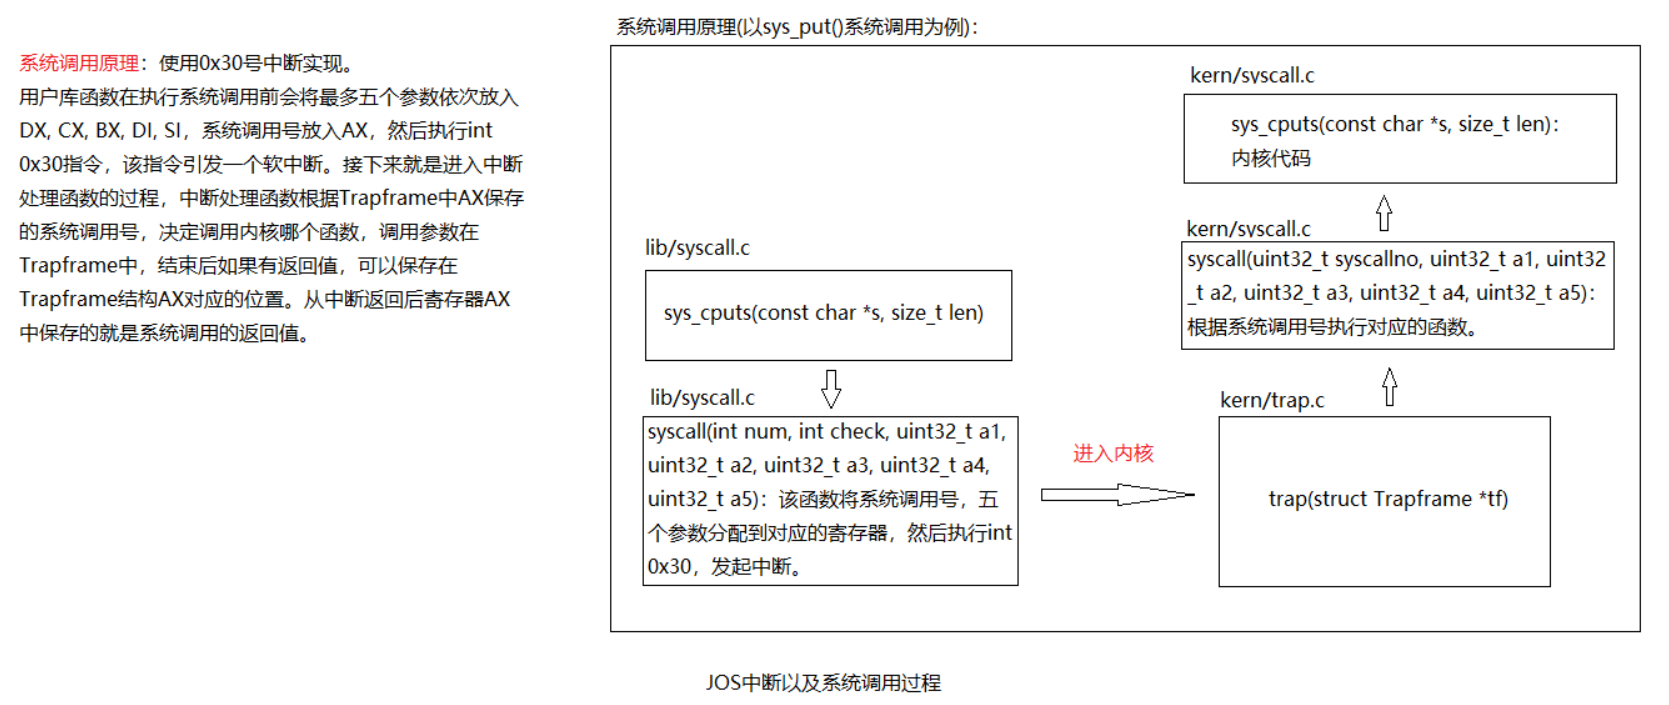 系统调用原理：使用0x30号中断实现。
用户库函数在执行系统调用前会将最多五个参数依次放入
DX, CX, BX, DI, SI，系统调用号放入AX，然后执行int
0x30指令，该指令引发一个软中断。接下来就是进入中断
处理函数的过程，中断处理函数根据Trapframe中AX保存
的系统调用号，决定调用内核哪个函数，调用参数在
Trapframe中，结束后如果有返回值，可以保存在
Trapframe结构AX对应的位置。从中断返回后寄存器AX
中保存的就是系统调用的返回值。
系统调用原理(以sys_put()系统调用为例)：
lib/syscall.c
sys_cputs(const char *s, size_t len)
lib/syscall.c
syscall(int num, int check, uint32_t a1,
uint32_t a2, uint32_t a3, uint32_t a4,
uint32_t a5)：该函数将系统调用号，五
个参数分配到对应的寄存器，然后执行int
0x30，发起中断。
进入内核
kern/trap.c
trap(struct Trapframe *tf)
kern/syscall.c
syscall(uint32_t syscallno, uint32_t a1, uint32
_t a2, uint32_t a3, uint32_t a4, uint32_t a5)：
根据系统调用号执行对应的函数。
kern/syscall.c
sys_cputs(const char *s, size_t len)：
内核代码
JOS中断以及系统调用过程